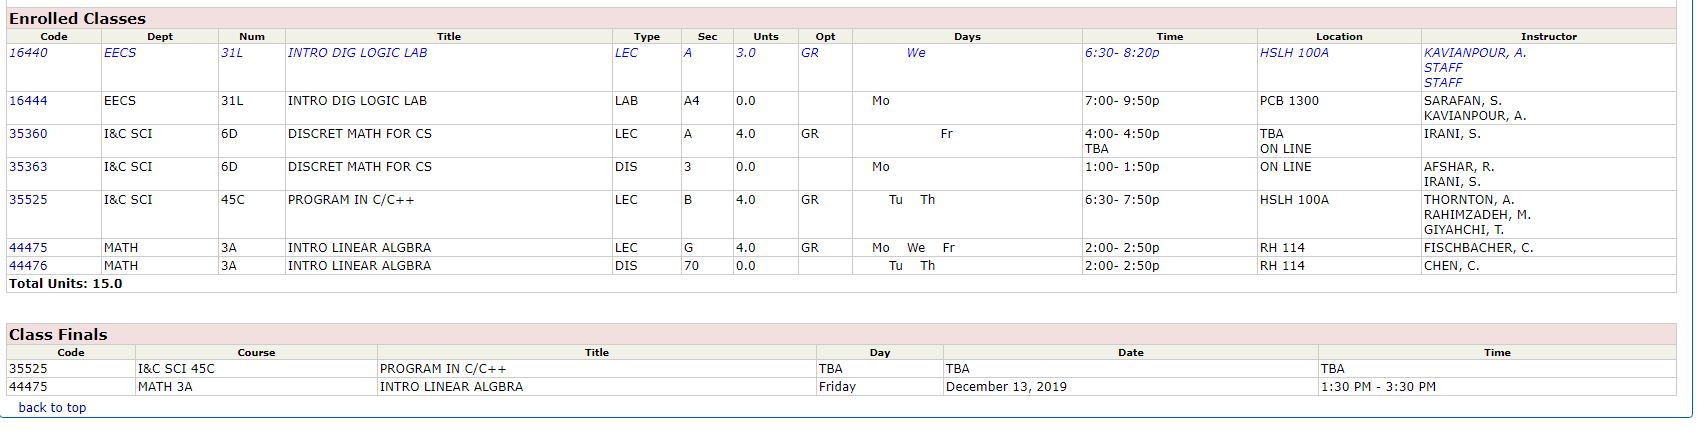 Enrolled Classes
Code Dept Num Title Type Sec Unts Opt Days Time Location Instructor
16440 EECS 31L INTRO DIG LOGIC LAB LEC A 3.0 GR We 6:30- 8:20p HSLH 100A KAVIANPOUR, A.
STAFF
STAFF
16444 EECS 31L INTRO DIG LOGIC LAB LAB A4 0.0 Mo 7:00- 9:50p PCB 1300 SARAFAN, S.
KAVIANPOUR, A.
35360 I&C SCI 6D DISCRET MATH FOR CS LEC A 4.0 GR Fr 4:00- 4:50p TBA IRANI, S.
TBA ON LINE
35363 I&C SCI 6D DISCRET MATH FOR CS DIS 3 0.0 Mo 1:00- 1:50p ON LINE AFSHAR, R.
IRANI, S.
35525 I&C SCI 45C PROGRAM IN C/C++ LEC B 4.0 GR Tu Th 6:30- 7:50p HSLH 100A THORNTON, A.
RAHIMZADEH, M.
GIYAHCHI, T.
44475 MATH 3A INTRO LINEAR ALGBRA LEC G 4.0 GR Mo We Fr 2:00- 2:50p RH 114 FISCHBACHER, C.
44476 MATH 3A INTRO LINEAR ALGBRA DIS 70 0.0 Tu Th 2:00- 2:50p RH 114 CHEN, C.
Total Units: 15.0
Class Finals
Code Course Title Day Date Time
35525 I&C SCI 45C PROGRAM IN C/C++ TBA TBA TBA
44475 MATH 3A INTRO LINEAR ALGBRA Friday December 13, 2019 1:30 PM - 3:30 PM
back to top